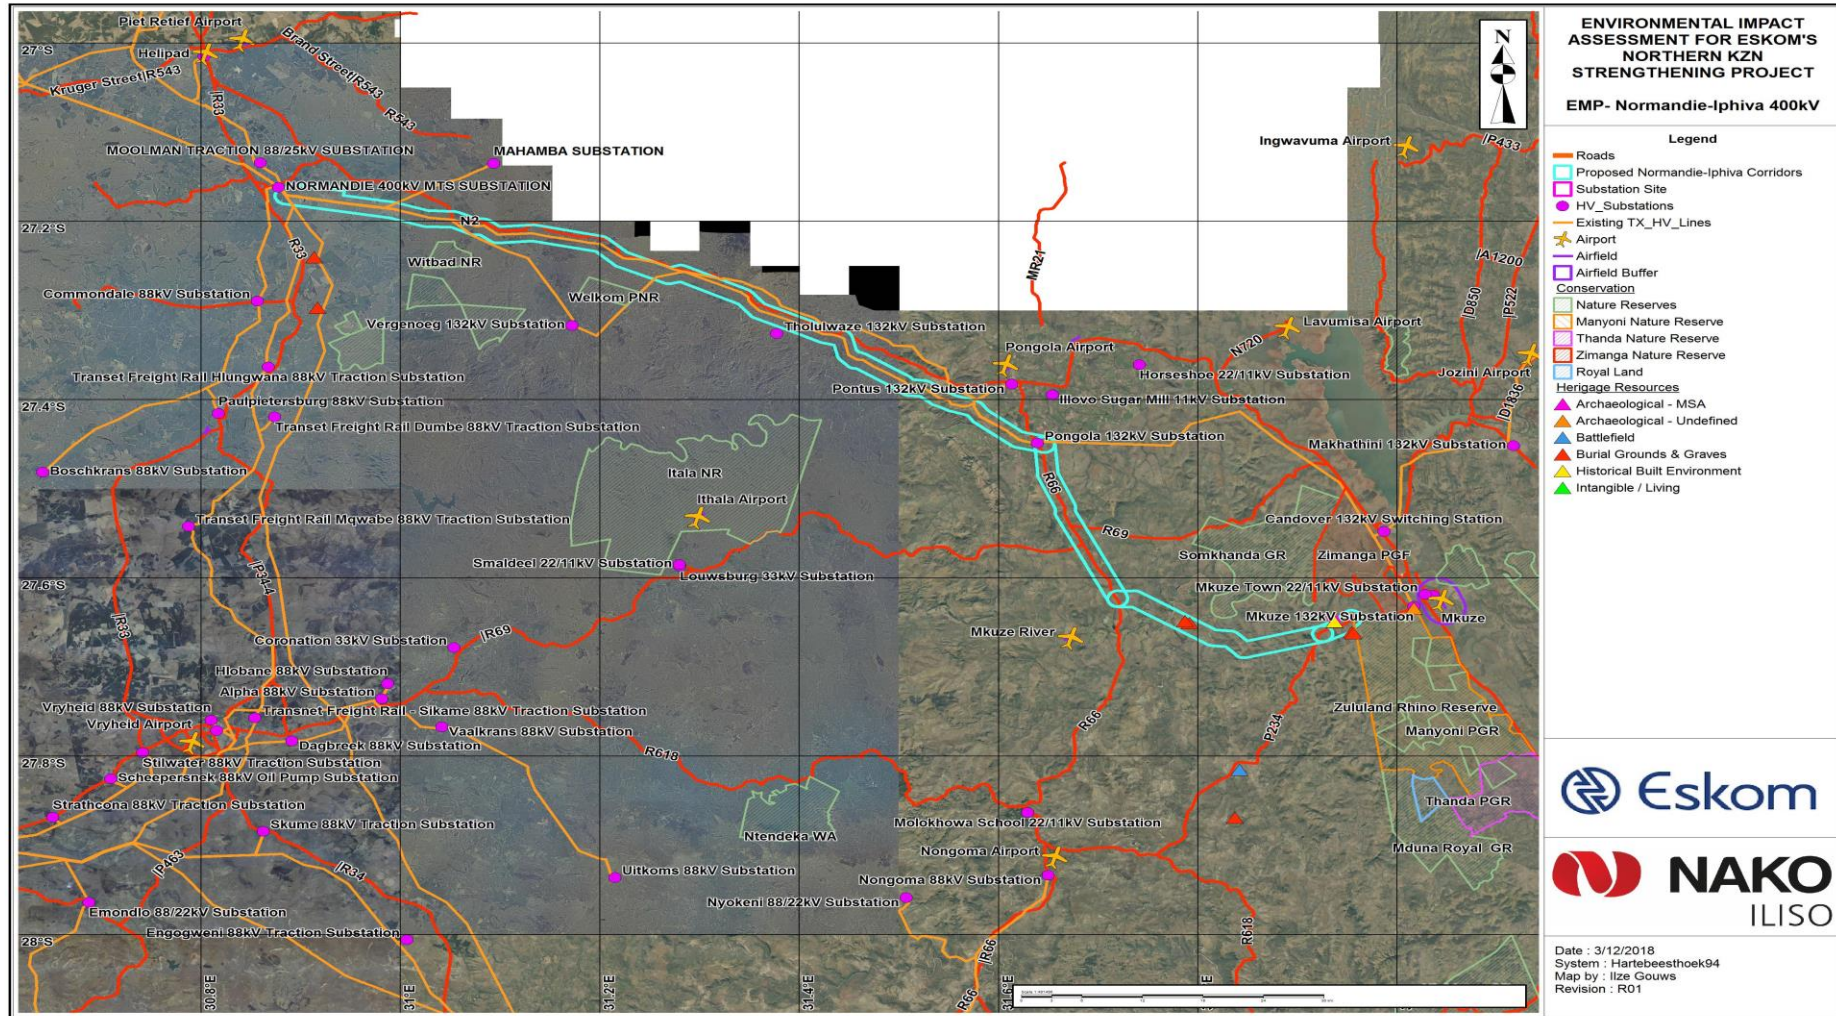 ENVIRONMENTAL IMPACT
ASSESSMENT FOR ESKOM'S
NORTHERN KZN
STRENGTHENING PROJECT
EMP- Normandie-Iphiva 400kV
Legend
Roads
Proposed Normandie-Iphiva Corridors
Substation Site
HV_Substations
Existing TX_HV_Lines
Airport
Airfield
Airfield Buffer
Conservation
Nature Reserves
Manyoni Nature Reserve
Thanda Nature Reserve
Zimanga Nature Reserve
Royal Land
Herigage Resources
Archaeological - MSA
Archaeological - Undefined
Battlefield
Burial Grounds & Graves
Historical Built Environment
Intangible / Living
Eskom
NAKO
ILISO
Date : 3/12/2018
System : Hartebeesthoek94
Map by : Ilze Gouws
Revision : R01
N
Piet Retief Airport
27°S
Helipad
Brand Street|R543
Kruger Street|R543
|R33
R543
MOOLMAN TRACTION 88/25kV SUBSTATION
MAHAMBA SUBSTATION
Ingwavuma Airport
|P433
NORMANDIE 400kV MTS SUBSTATION
27.2°S
N2
R33
Witbad NR
MR21
|A1200
Commondale 88kV Substation
Welkom PNR
|D850
|P522
Vergenoeg 132kV Substation
Tholulwaze 132kV Substation
Lavumisa Airport
N720
Pongola Airport
Transet Freight Rail Hlungwana 88kV Traction Substation
Horseshoe 22/11kV Substation
Jozini Airport
Pontus 132kV Substation
27.4°S
Paulpietersburg 88kV Substation
Illovo Sugar Mill 11kV Substation
|D1836
Transet Freight Rail Dumbe 88kV Traction Substation
Pongola 132kV Substation
Makhathini 132kV Substation
Boschkrans 88kV Substation
Itala NR
R66
Ithala Airport
Transet Freight Rail Mqwabe 88kV Traction Substation
R69
Candover 132kV Switching Station
Somkhanda GR
Zimanga PGF
Smaldeel 22/11kV Substation
|P34-4
27.6°S
Louwsburg 33kV Substation
Mkuze Town 22/11kV Substation
|R33
Mkuze 132kV Substation
Mkuze
|R69
Mkuze River
Coronation 33kV Substation
Hlobane 88kV Substation
Alpha 88kV Substation
Vryheid 88kV Substation
Transnet Freight Rail - Sikame 88kV Traction Substation
Zululand Rhino Reserve
Vryheid Airport
Vaalkrans 88kV Substation
R66
P234
Manyoni PGR
Dagbreek 88kV Substation
R618
27.8°S
Stilwater 88kV Traction Substation
Scheepersnek 88kV Oil Pump Substation
Strathcona 88kV Traction Substation
Thanda PGR
Skume 88kV Traction Substation
Molokhowa School 22/11kV Substation
Ntendeka WA
Nongoma Airport
Mduna Royal GR
|P463
|R34
Uitkoms 88kV Substation
Nongoma 88kV Substation
Nyokeni 88/22kV Substation
Emondlo 88/22kV Substation
28°S
Engogweni 88kV Traction Substation
R618
|R66
R66
30.8°E
31°E
31.2°E
31.4°E
31.6°E